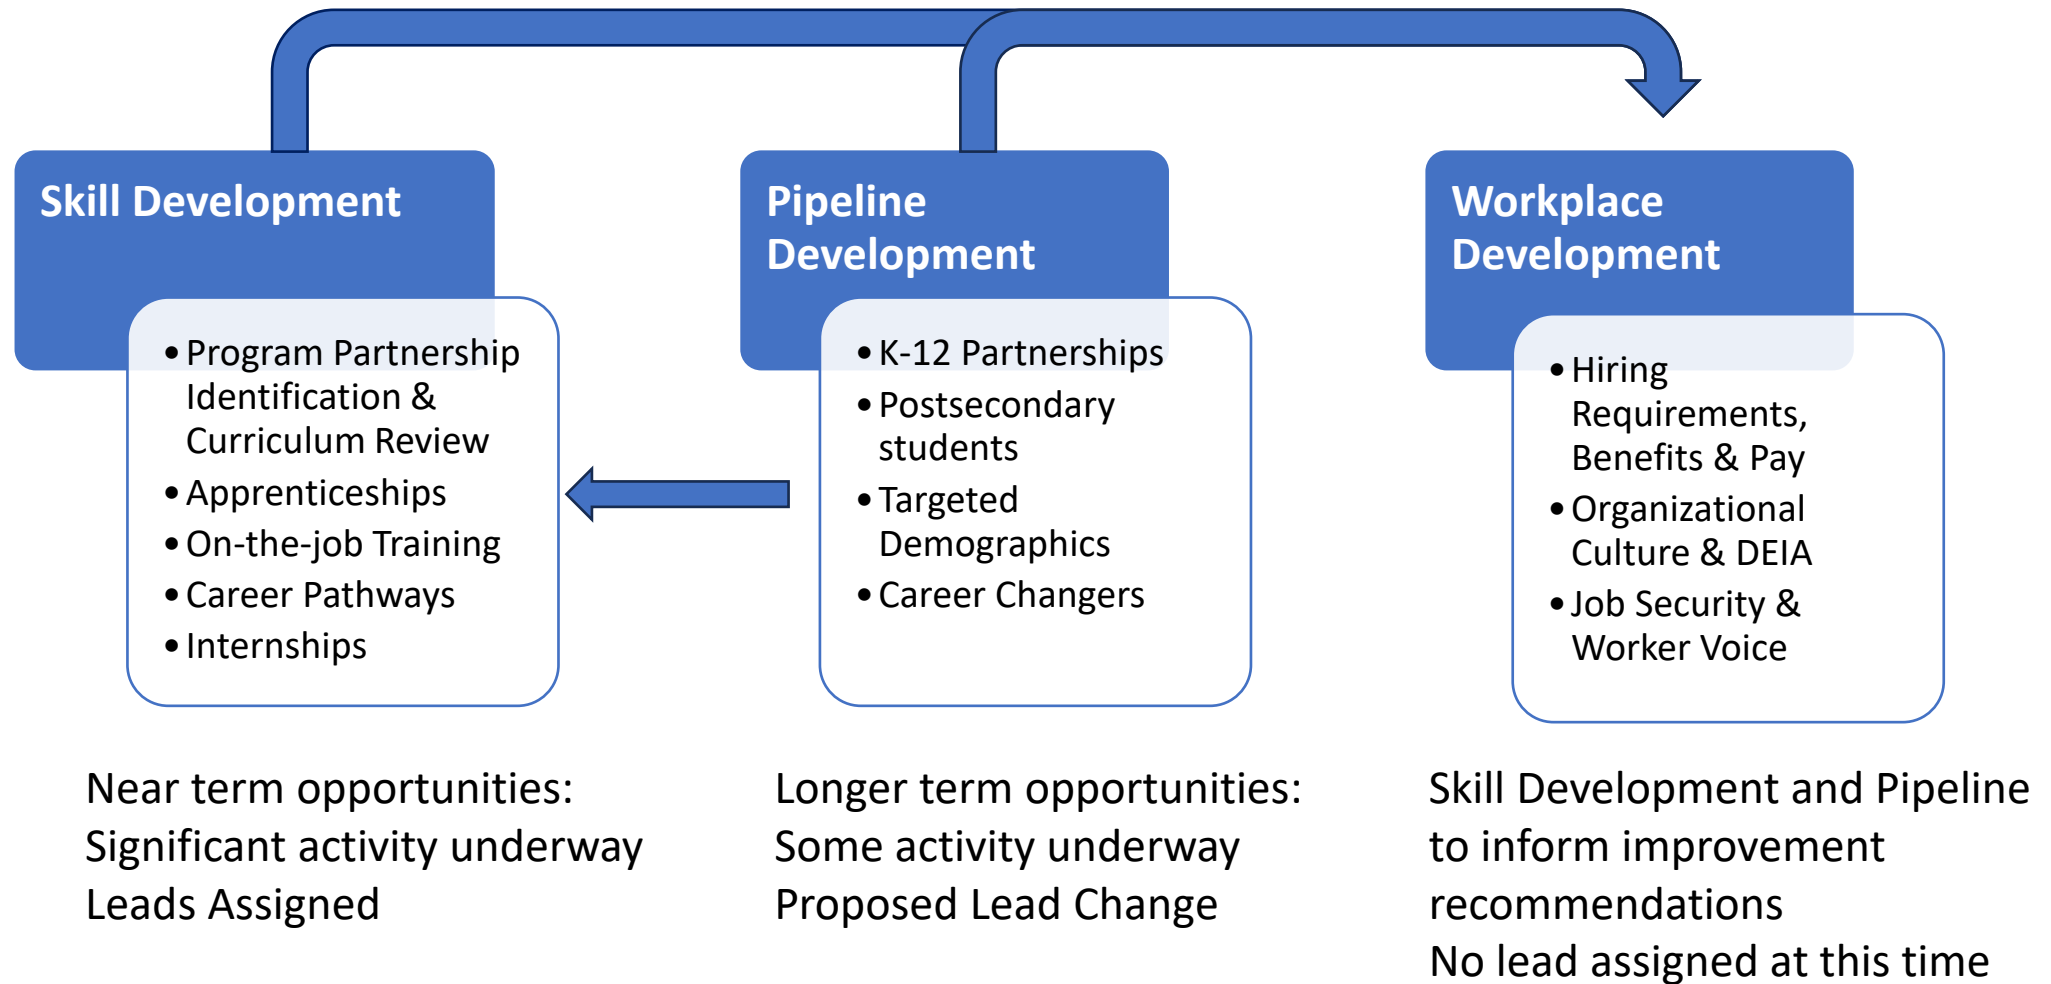 Skill Development
• Program Partnership
Identification &
Curriculum Review
• Apprenticeships
• On-the-job Training
• Career Pathways
• Internships
Near term opportunities:
Significant activity underway
Leads Assigned
Pipeline
Development
• K-12 Partnerships
• Postsecondary
students
• Targeted
Demographics
• Career Changers
Longer term opportunities:
Some activity underway
Proposed Lead Change
Workplace
Development
• Hiring
Requirements,
Benefits & Pay
• Organizational
Culture & DEIA
• Job Security &
Worker Voice
Skill Development and Pipeline
to inform improvement
recommendations
No lead assigned at this time